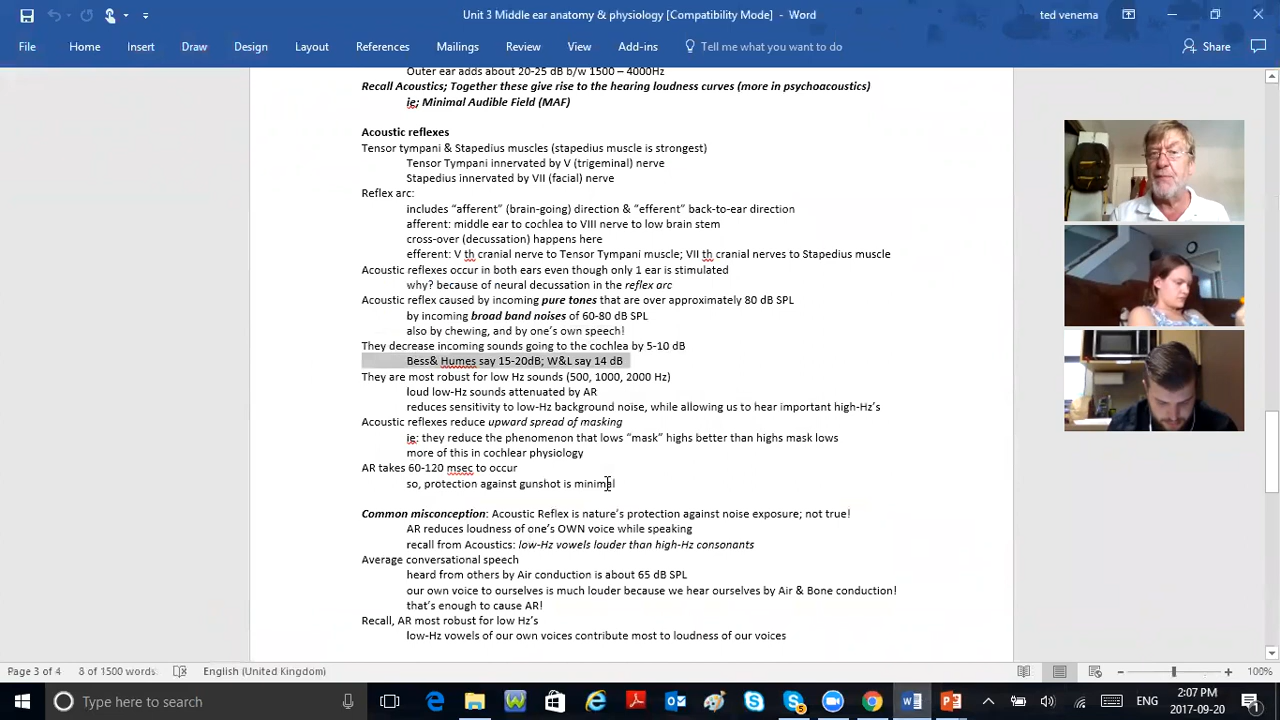 Unit 3 Middle ear anatomy & physiology [Compatibility Mode] - Word
ted venema
File Home Insert Draw Design Layout References Mailings Review View Add-ins Tell me what you want to do Share
Outer ear adds about 20-25 dB b/w 1500 – 4000Hz
Recall Acoustics; Together these give rise to the hearing loudness curves (more in psychoacoustics)
ie; Minimal Audible Field (MAF)
Acoustic reflexes
Tensor tympani & Stapedius muscles (stapedius muscle is strongest)
Tensor Tympani innervated by V (trigeminal) nerve
Stapedius innervated by VII (facial) nerve
Reflex arc:
includes “afferent” (brain-going) direction & “efferent” back-to-ear direction
afferent: middle ear to cochlea to VIII nerve to low brain stem
cross-over (decussation) happens here
efferent: V th cranial nerve to Tensor Tympani muscle; VII th cranial nerves to Stapedius muscle
Acoustic reflexes occur in both ears even though only 1 ear is stimulated
why? because of neural decussation in the reflex arc
Acoustic reflex caused by incoming pure tones that are over approximately 80 dB SPL
by incoming broad band noises of 60-80 dB SPL
also by chewing, and by one’s own speech!
They decrease incoming sounds going to the cochlea by 5-10 dB
Bess& Humes say 15-20dB; W&L say 14 dB
They are most robust for low Hz sounds (500, 1000, 2000 Hz)
loud low-Hz sounds attenuated by AR
reduces sensitivity to low-Hz background noise, while allowing us to hear important high-Hz’s
Acoustic reflexes reduce upward spread of masking
ie: they reduce the phenomenon that lows “mask” highs better than highs mask lows
more of this in cochlear physiology
AR takes 60-120 msec to occur
so, protection against gunshot is minimal
Common misconception: Acoustic Reflex is nature’s protection against noise exposure; not true!
AR reduces loudness of one’s OWN voice while speaking
recall from Acoustics: low-Hz vowels louder than high-Hz consonants
Average conversational speech
heard from others by Air conduction is about 65 dB SPL
our own voice to ourselves is much louder because we hear ourselves by Air & Bone conduction!
that’s enough to cause AR!
Recall, AR most robust for low Hz’s
low-Hz vowels of our own voices contribute most to loudness of our voices
Page 3 of 4 8 of 1500 words English (United Kingdom) 100%
Type here to search
ENG
2:07 PM
2017-09-20